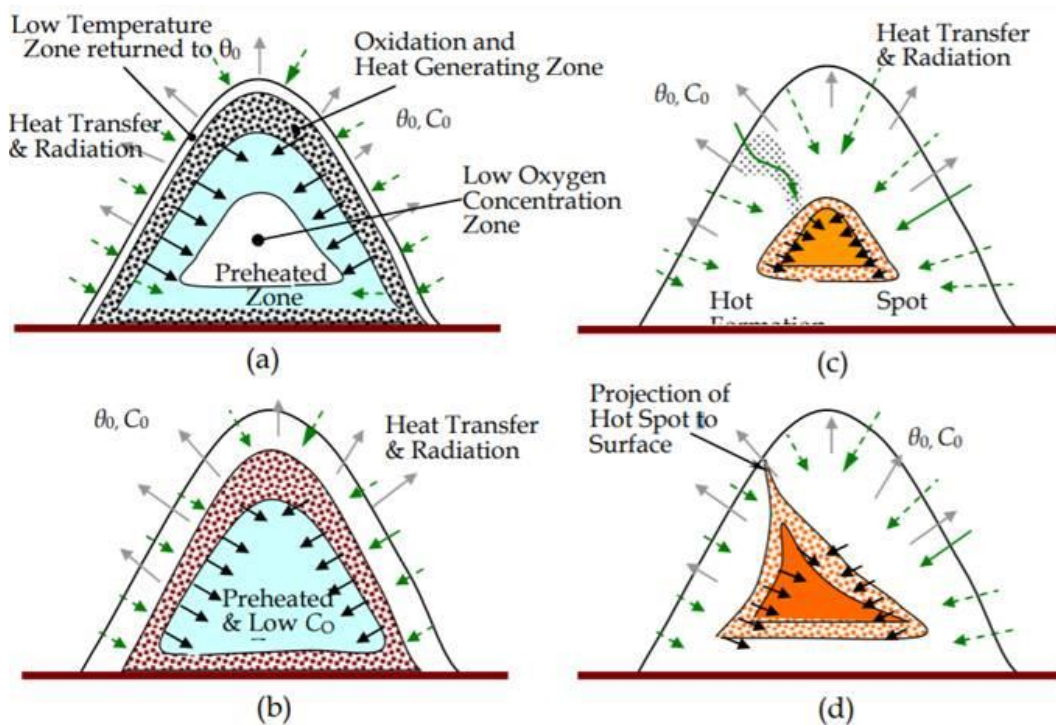 Low Temperature
Zone returned to θ0
Oxidation and
Heat Generating Zone
Heat Transfer
& Radiation
θ0, C0
Low Oxygen
Concentration
Zone
Preheated
Zone
(a)
Heat Transfer
& Radiation
θ0, C0
Hot Spot
(c)
θ0, C0
Heat Transfer
& Radiation
Preheated
& Low CO
(b)
Projection of
Hot Spot to
Surface
θ0, C0
(d)